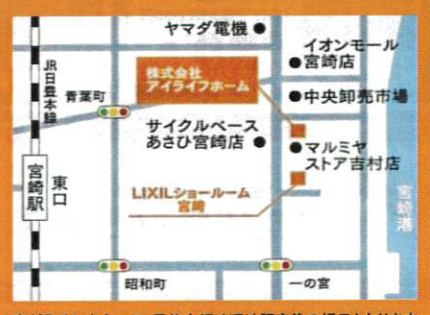 ヤマダ電機
イオンモール
宮崎店
JR日豊本線
株式会社
アイライフホーム
青葉町
中央卸売市場
サイクルベース
あさひ宮崎店
マルミヤ
ストア吉村店
宮崎駅
東口
LIXILショールーム
宮崎
宮崎港
昭和町
一の宮